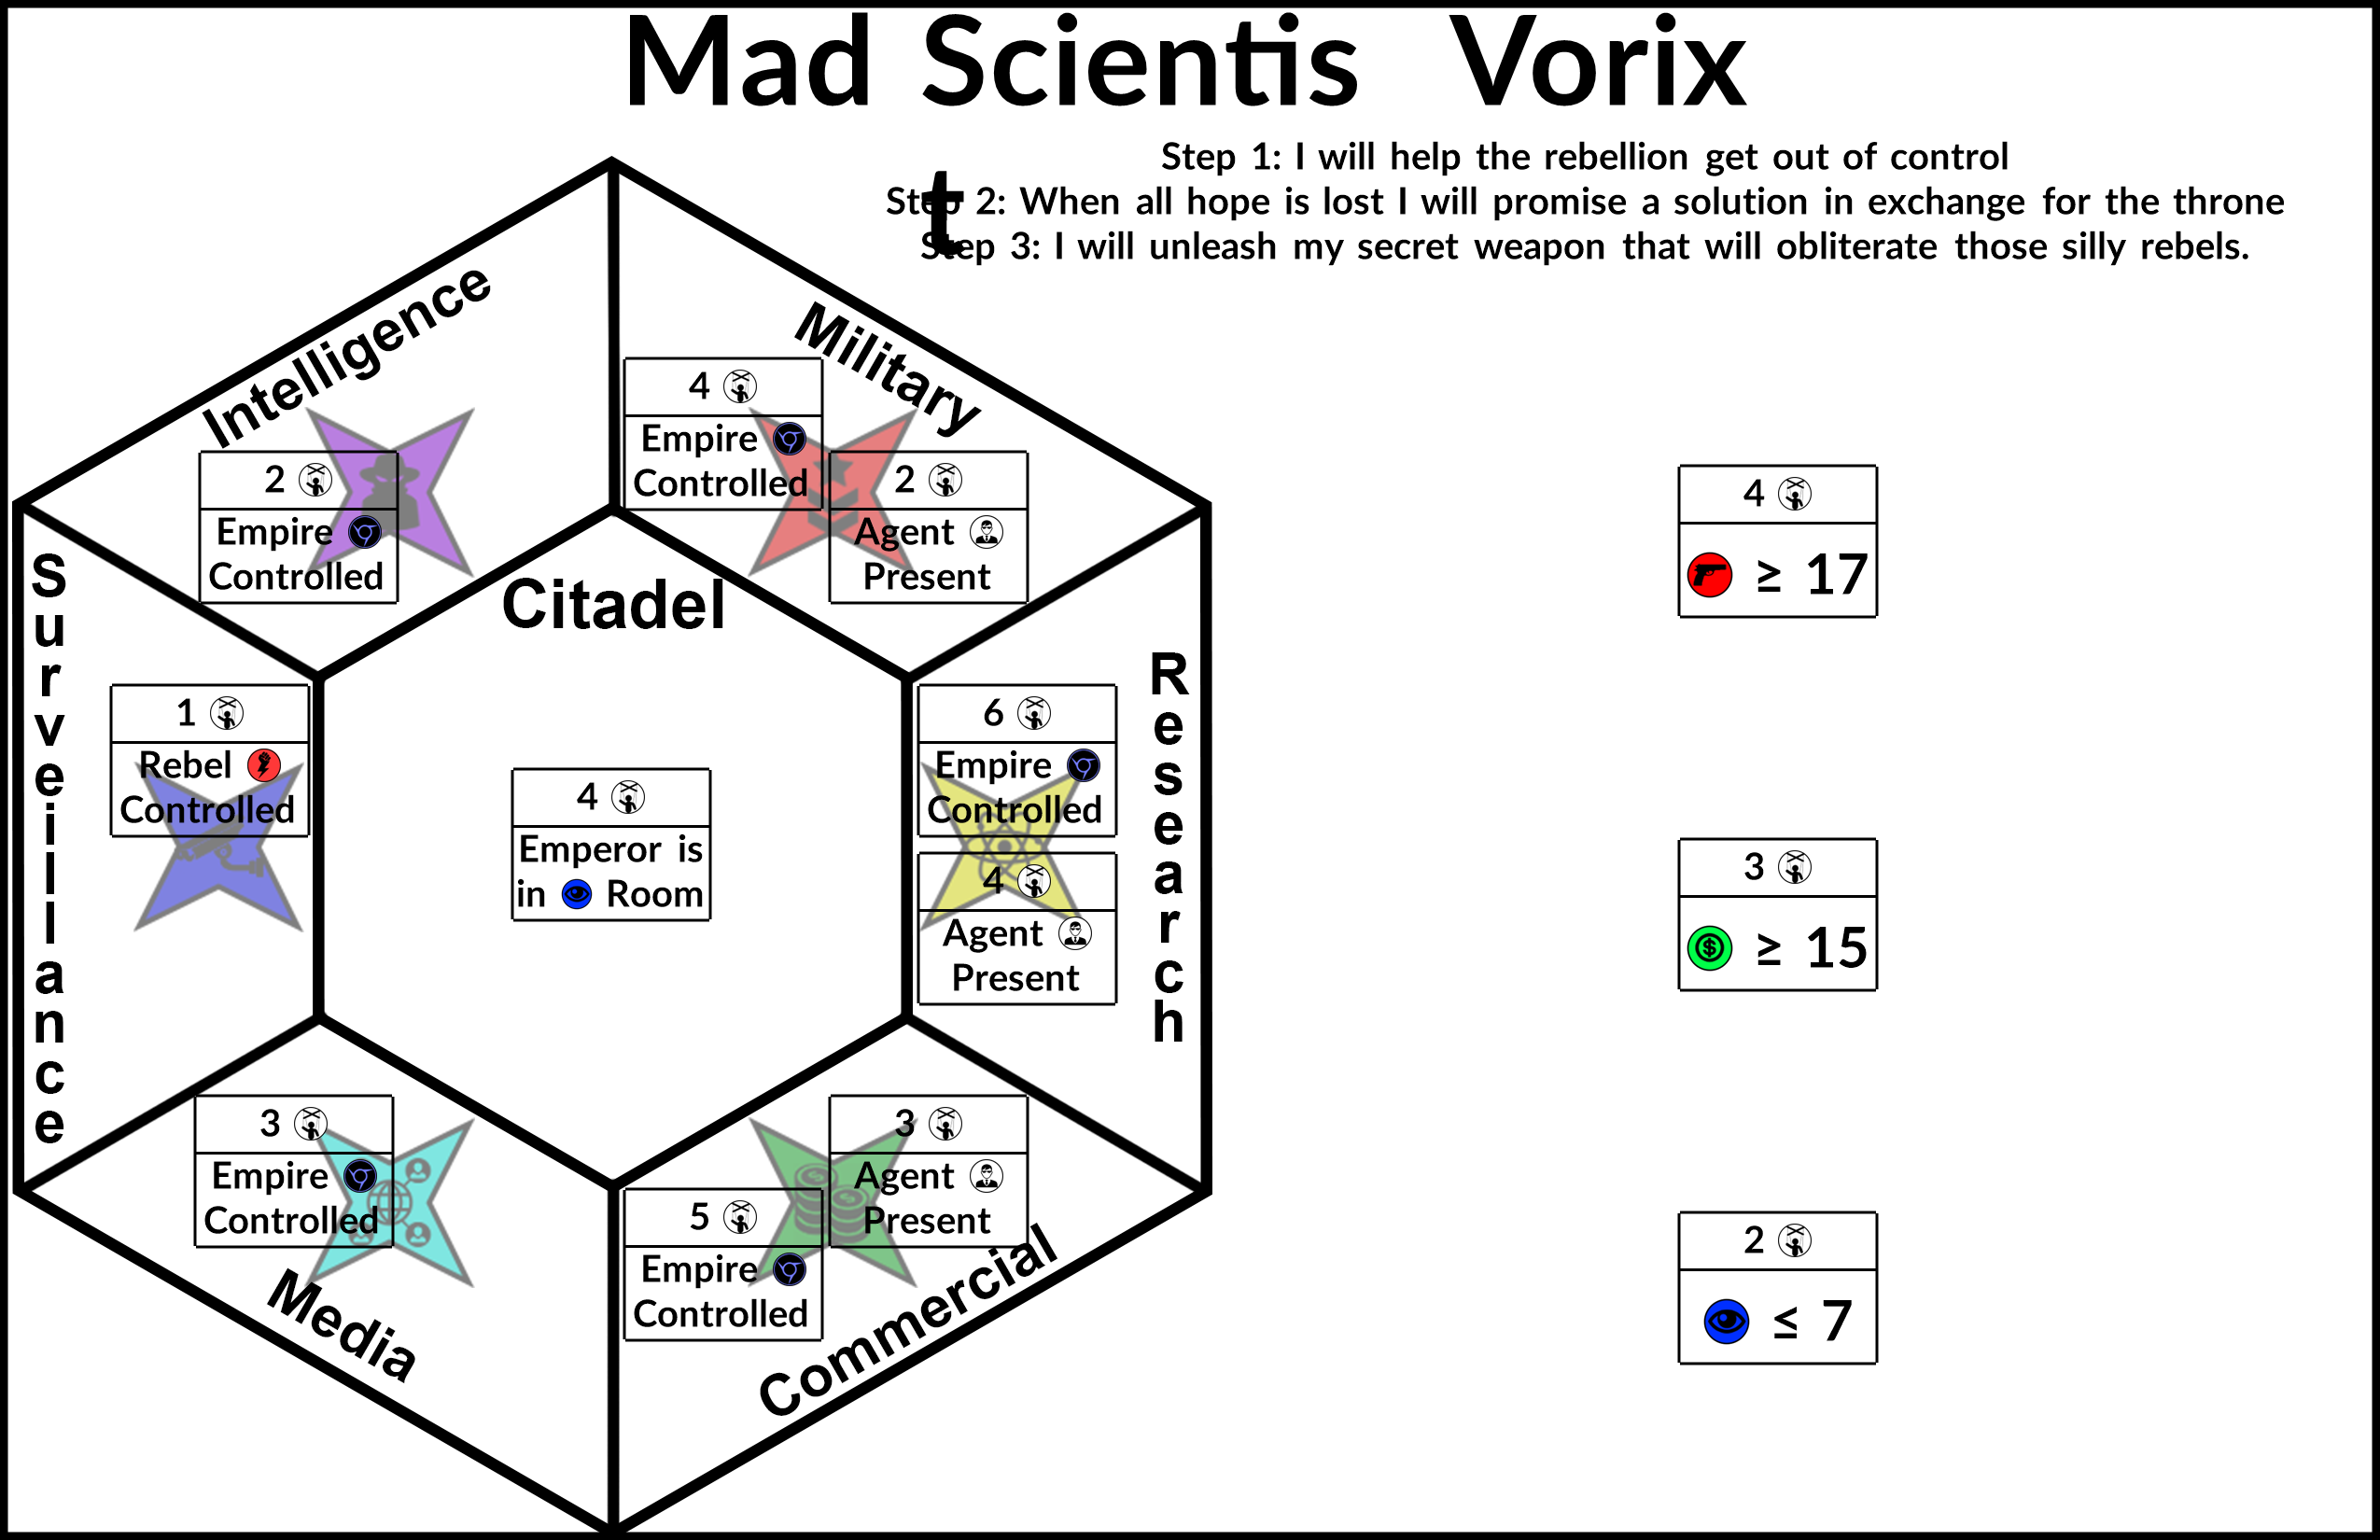 Mad Scientis Vorix
t
Step 1: I will help the rebellion get out of control
Step 2: When all hope is lost I will promise a solution in exchange for the throne
Step 3: I will unleash my secret weapon that will obliterate those silly rebels.
Intelligence
2
Empire
Controlled
Military
4
Empire
Controlled
2
Agent
Present
Surveillance
1
Rebel
Controlled
Citadel
4
Emperor is
in Room
Research
6
Empire
Controlled
4
Agent
Present
Media
3
Empire
Controlled
Commercial
3
Agent
Present
5
Empire
Controlled
4
≥ 17
3
≥ 15
2
≤ 7